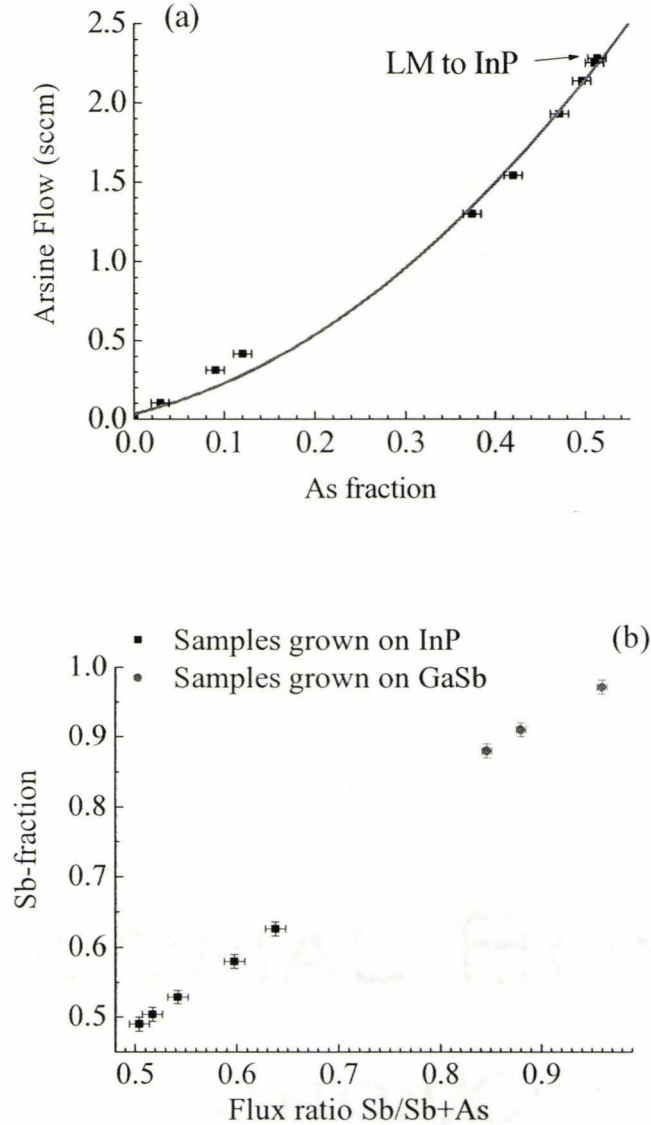 (a)
2.5
LM to InP
2.0
1.5
1.0
0.5
0.0
Arsine Flow (sccm)
0.0 0.1 0.2 0.3 0.4 0.5
As fraction
Samples grown on InP
(b)
Samples grown on GaSb
1.0
0.9
0.8
0.7
0.6
0.5
Sb-fraction
0.5 0.6 0.7 0.8 0.9
Flux ratio Sb/Sb+As